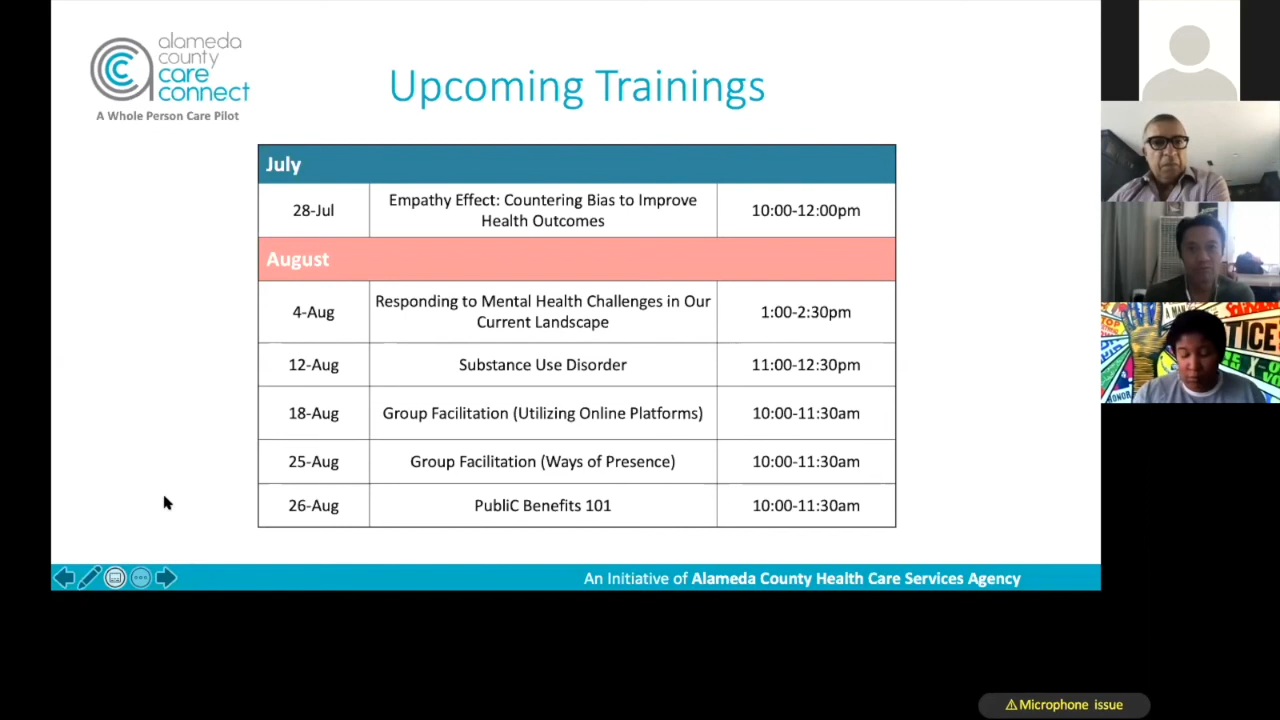 alameda
county
care
connect
A Whole Person Care Pilot
Upcoming Trainings
July
28-Jul
Empathy Effect: Countering Bias to Improve
Health Outcomes
10:00-12:00pm
August
4-Aug
Responding to Mental Health Challenges in Our
Current Landscape
1:00-2:30pm
12-Aug
Substance Use Disorder
11:00-12:30pm
18-Aug
Group Facilitation (Utilizing Online Platforms)
10:00-11:30am
25-Aug
Group Facilitation (Ways of Presence)
10:00-11:30am
26-Aug
PubliC Benefits 101
10:00-11:30am
An Initiative of Alameda County Health Care Services Agency
TICE
HONOR
Microphone issue